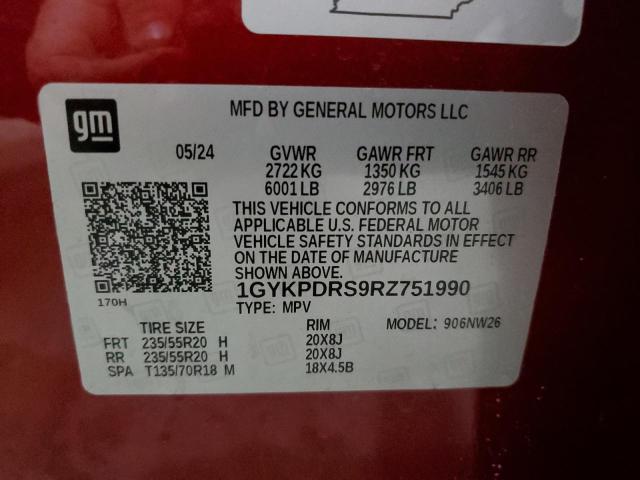 gm
MFD BY GENERAL MOTORS LLC
05/24 GVWR GAWR FRT GAWR RR
2722 KG 1350 KG 1545 KG
6001 LB 2976 LB 3406 LB
THIS VEHICLE CONFORMS TO ALL
APPLICABLE U.S. FEDERAL MOTOR
VEHICLE SAFETY STANDARDS IN EFFECT
ON THE DATE OF MANUFACTURE
SHOWN ABOVE.
1GYKPDRS9RZ751990
170H
TYPE: MPV
TIRE SIZE RIM MODEL: 906NW26
FRT 235/55R20 H 20X8J
RR 235/55R20 H 20X8J
SPA T135/70R18 M 18X4.5B